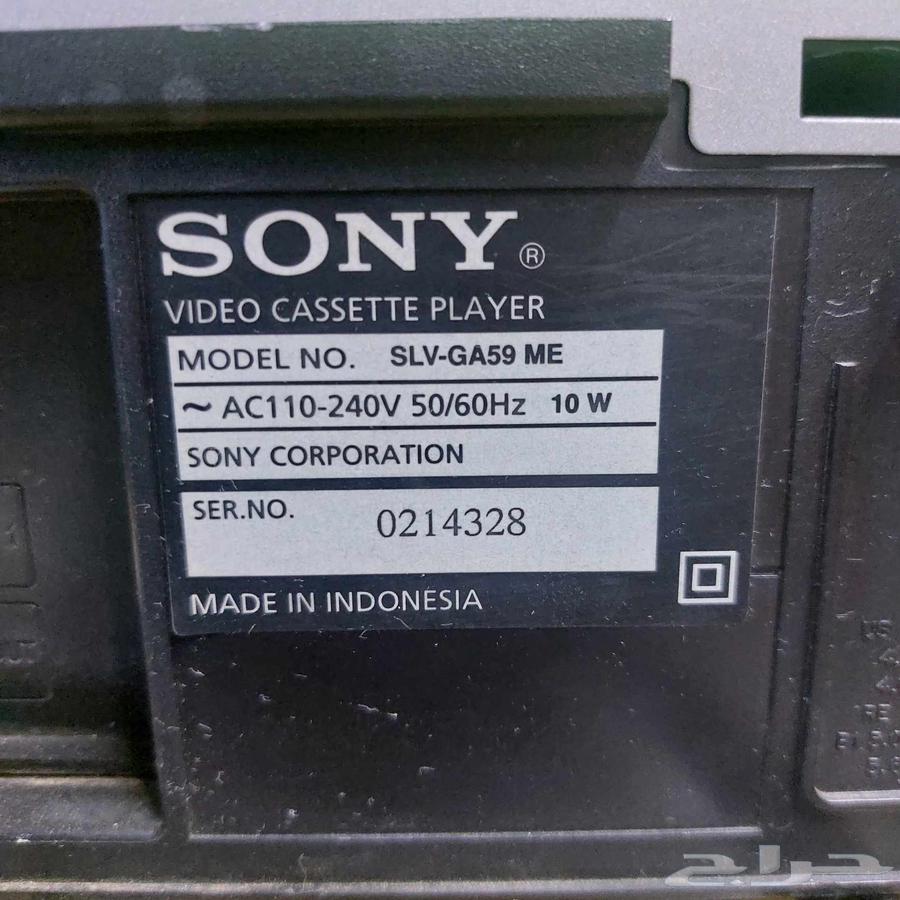 SONY®
VIDEO CASSETTE PLAYER
MODEL NO. SLV-GA59 ME
~ AC110-240V 50/60Hz 10 W
SONY CORPORATION
SER.NO. 0214328
MADE IN INDONESIA
حراج